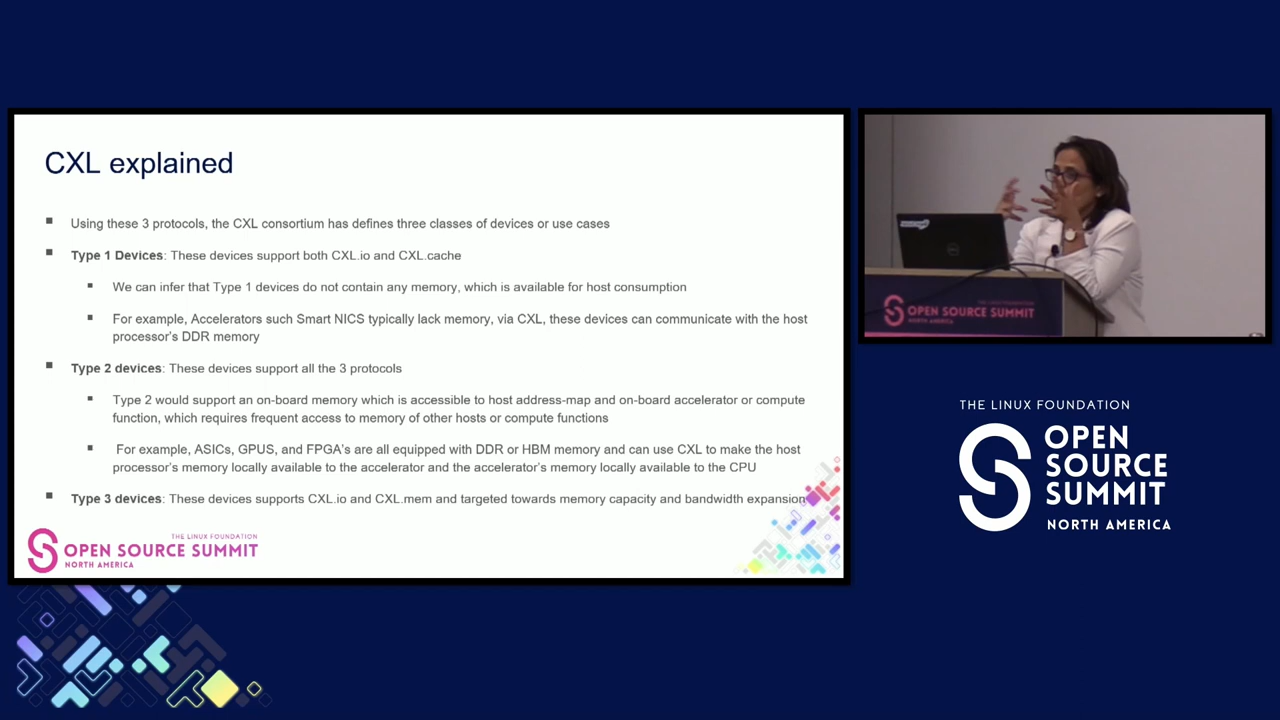 CXL explained
Using these 3 protocols, the CXL consortium has defines three classes of devices or use cases
Type 1 Devices: These devices support both CXL.io and CXL.cache
We can infer that Type 1 devices do not contain any memory, which is available for host consumption
For example, Accelerators such Smart NICS typically lack memory, via CXL, these devices can communicate with the host
processor's DDR memory
Type 2 devices: These devices support all the 3 protocols
Type 2 would support an on-board memory which is accessible to host address-map and on-board accelerator or compute
function, which requires frequent access to memory of other hosts or compute functions
For example, ASICs, GPUS, and FPGA's are all equipped with DDR or HBM memory and can use CXL to make the host
processor's memory locally available to the accelerator and the accelerator's memory locally available to the CPU
Type 3 devices: These devices supports CXL.io and CXL.mem and targeted towards memory capacity and bandwidth expansion
THE LINUX FOUNDATION
OPEN SOURCE SUMMIT
NORTH AMERICA
THE LINUX FOUNDATION
OPEN SOURCE SUMMIT
NORTH AMERICA
THE LINUX FOUNDATION
OPEN
SOURCE
SUMMIT
NORTH AMERICA